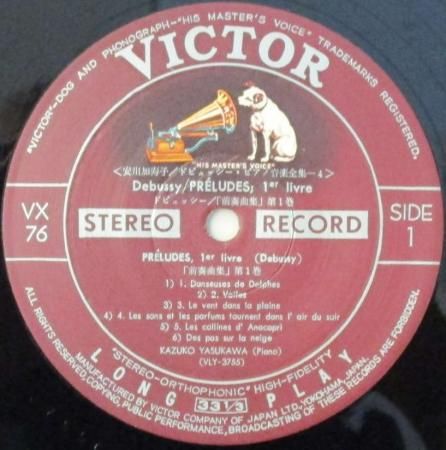 "VICTOR"-DOG AND PHONOGRAPH-"HIS MASTER'S VOICE" TRADEMARKS REGISTERED.
VICTOR
"HIS MASTER'S VOICE"
<安川加寿子/ドビュッシー・ピアノ音楽全集—4>
Debussy/PRÉLUDES; 1er livre
ドビュッシー/「前奏曲集」第1巻
VX 76
STEREO RECORD
SIDE 1
PRÉLUDES, 1er livre (Debussy)
「前奏曲集」第1巻
1) 1. Danseuses de Delphes
2) 2. Voiles
3) 3. Le vent dans la plaine
4) 4. Les sons et les parfums tournent dans l' air du soir
5) 5. Les collines d' Anacapri
6) Des pas sur la neige
KAZUKO YASUKAWA (Piano)
(VLY-3755)
"STEREO-ORTHOPHONIC" HIGH-FIDELITY
LONG 33 1/3 PLAY
ALL RIGHTS RESERVED, COPYING, PUBLIC PERFORMANCE, BROADCASTING OF THESE RECORDS ARE FORBIDDEN.
MANUFACTURED BY VICTOR COMPANY OF JAPAN LTD., YOKOHAMA, JAPAN.